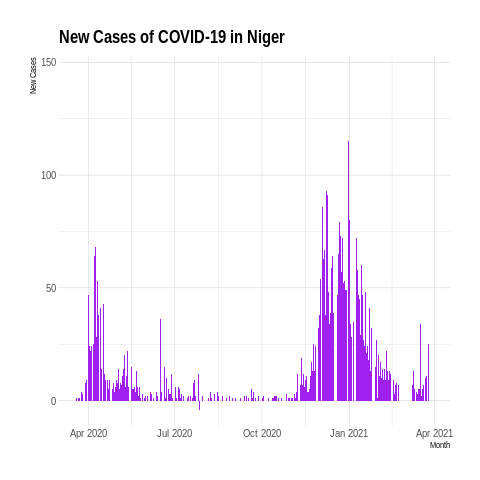 New Cases of COVID-19 in Niger
New Cases
150
100
50
0
Apr 2020 Jul 2020 Oct 2020 Jan 2021 Apr 2021
Month